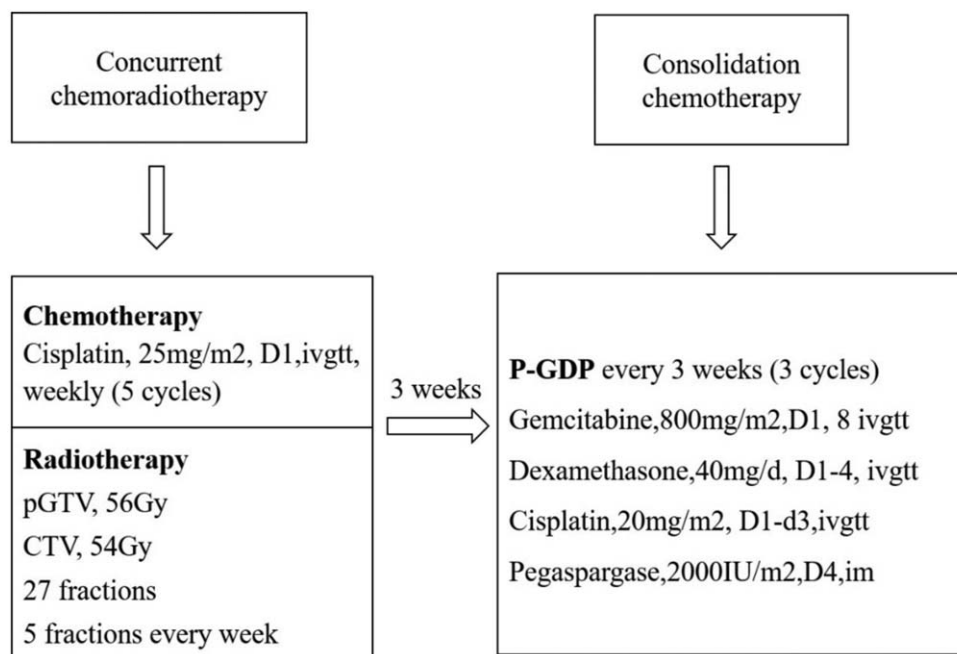 Concurrent
chemoradiotherapy
Consolidation
chemotherapy
Chemotherapy
Cisplatin, 25mg/m2, D1,ivgtt,
weekly (5 cycles)
Radiotherapy
pGTV, 56Gy
CTV, 54Gy
27 fractions
5 fractions every week
3 weeks
P-GDP every 3 weeks (3 cycles)
Gemcitabine,800mg/m2,D1, 8 ivgtt
Dexamethasone,40mg/d, D1-4, ivgtt
Cisplatin,20mg/m2, D1-d3,ivgtt
Pegaspargase,2000IU/m2,D4,im